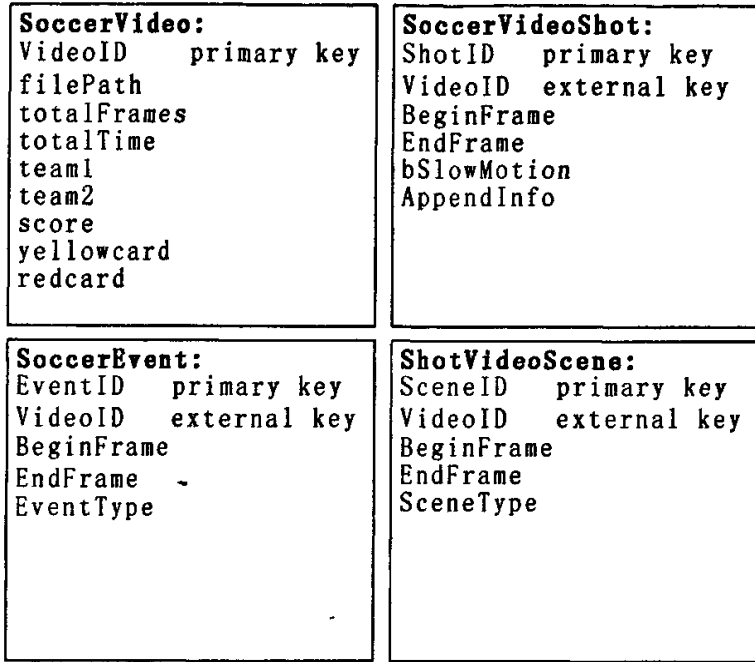 SoccerVideo:
VideoID primary key
filePath
totalFrames
totalTime
team1
team2
score
yellowcard
redcard
SoccerVideoShot:
ShotID primary key
VideoID external key
BeginFrame
EndFrame
bSlowMotion
AppendInfo
SoccerEvent:
EventID primary key
VideoID external key
BeginFrame
EndFrame
EventType
ShotVideoScene:
SceneID primary key
VideoID external key
BeginFrame
EndFrame
SceneType